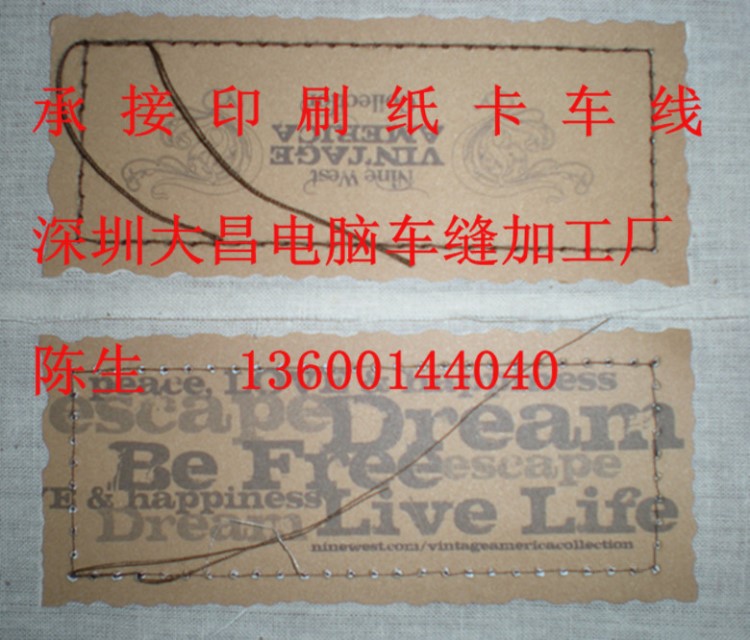 承接印刷纸卡车线
Collection
AMERICA
VINTAGE
Nine West
深圳大昌电脑车缝加工厂
陈生 13600144040
peace, LOVE & happiness
escape Dream
Be Free escape
E & happiness Live Life
Dream
ninewest.com/vintageamericacollection